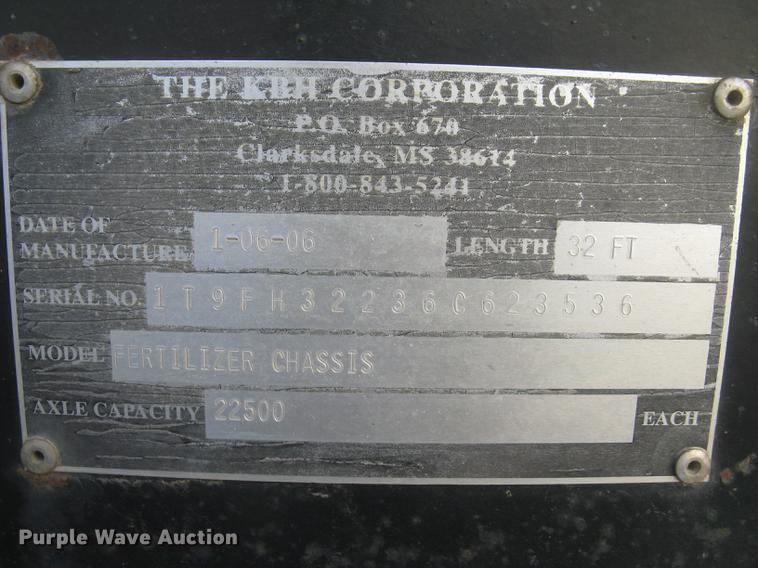 THE KBH CORPORATION
P.O. Box 670
Clarksdale, MS 38614
1-800-843-5241
DATE OF MANUFACTURE 1-06-06 LENGTH 32 FT
SERIAL NO. 1T9FH32236C623536
MODEL FERTILIZER CHASSIS
AXLE CAPACITY 22500 EACH
Purple Wave Auction